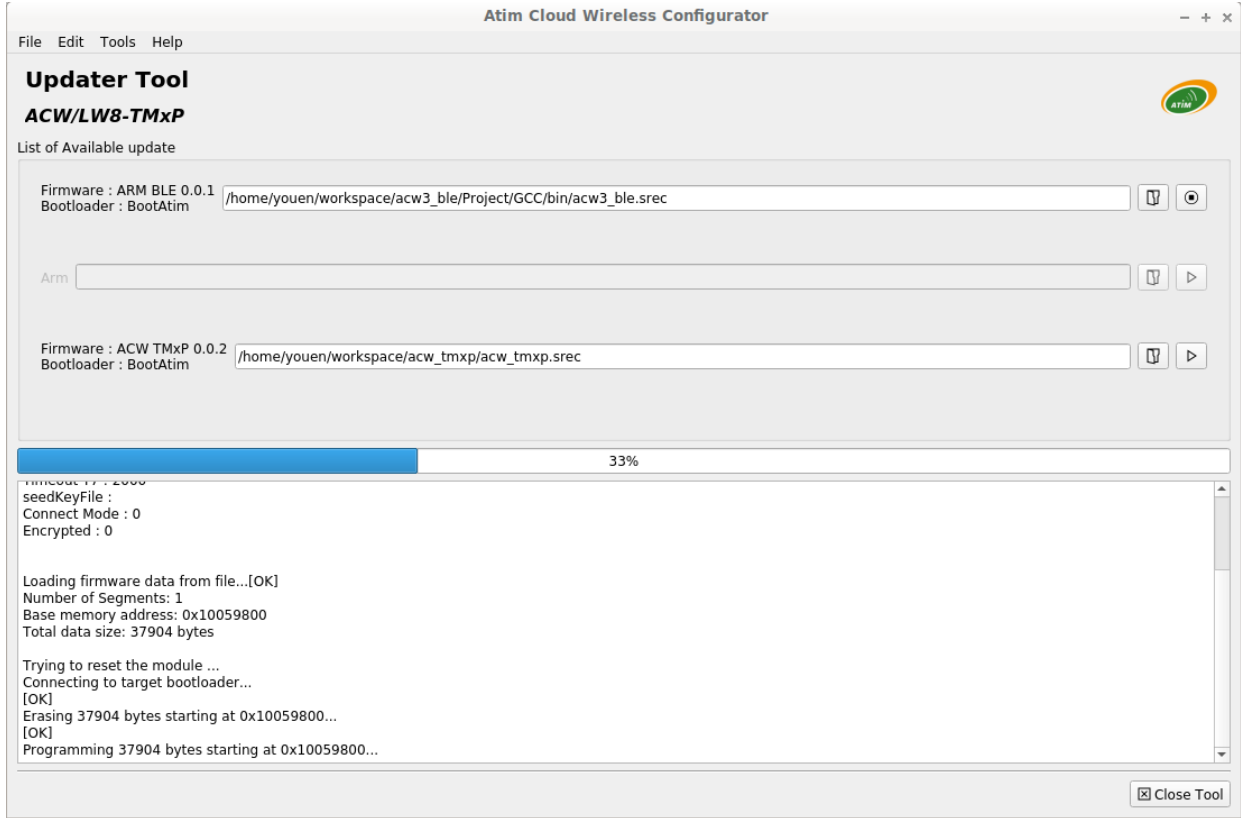 Atim Cloud Wireless Configurator
File Edit Tools Help
Updater Tool
ACW/LW8-TMxP
ATIM
List of Available update
Firmware : ARM BLE 0.0.1
Bootloader : BootAtim
/home/youen/workspace/acw3_ble/Project/GCC/bin/acw3_ble.srec
Arm
Firmware : ACW TMxP 0.0.2
Bootloader : BootAtim
/home/youen/workspace/acw_tmxp/acw_tmxp.srec
33%
Timeout T7 : 2000
seedKeyFile :
Connect Mode : 0
Encrypted : 0
Loading firmware data from file...[OK]
Number of Segments: 1
Base memory address: 0x10059800
Total data size: 37904 bytes
Trying to reset the module ...
Connecting to target bootloader...
[OK]
Erasing 37904 bytes starting at 0x10059800...
[OK]
Programming 37904 bytes starting at 0x10059800...
Close Tool